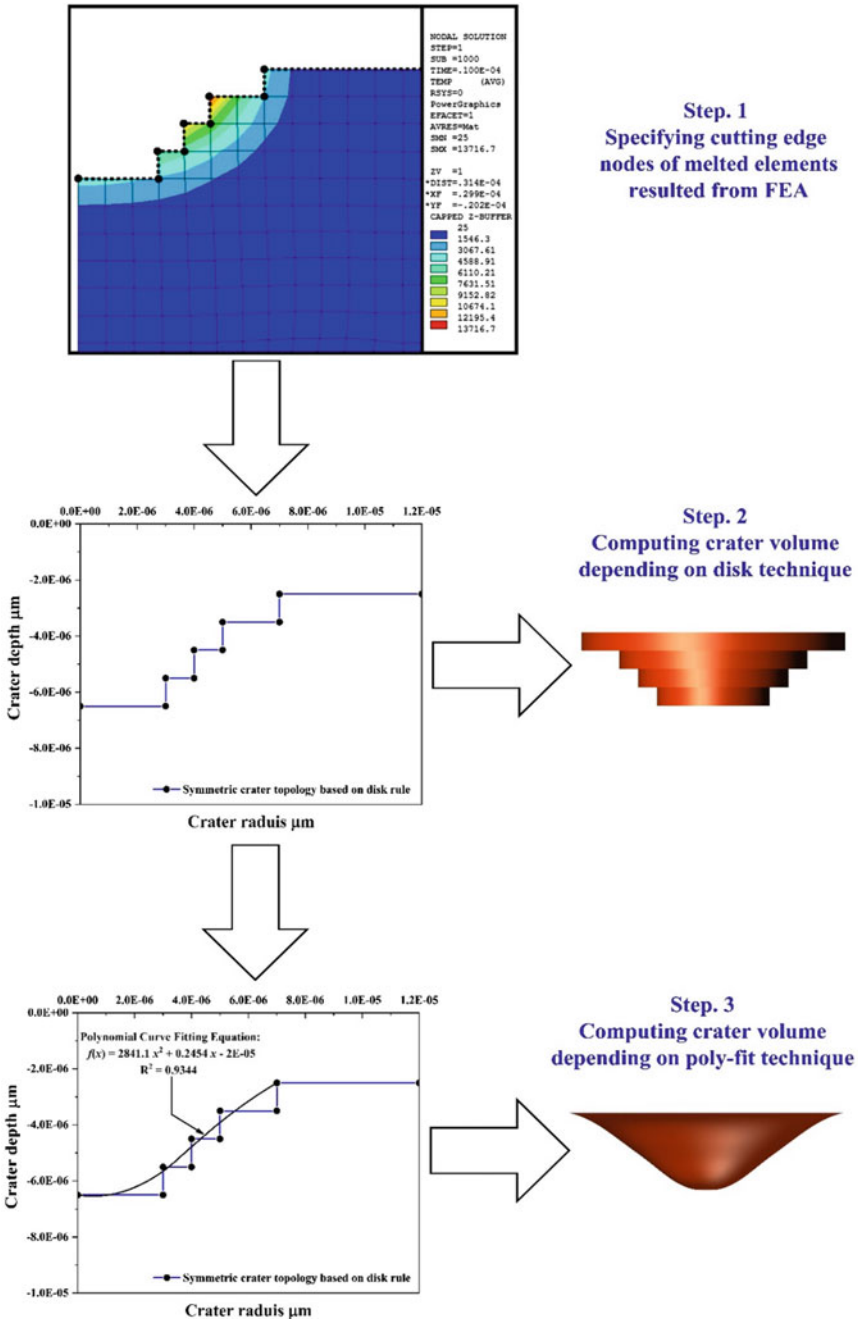 NODAL SOLUTION
STEP=1
SUB =1000
TIME=.100E-04
TEMP (AVG)
RSYS=0
PowerGraphics
EFACET=1
AVRES=Mat
SMN =25
SMX =13716.7
ZV =1
*DIST=.314E-04
*XF =.299E-04
*YF =-.202E-04
CAPPED Z-BUFFER
25
1546.3
3067.61
4588.91
6110.21
7631.51
9152.82
10674.1
12195.4
13716.7
Step. 1
Specifying cutting edge
nodes of melted elements
resulted from FEA
0.0E+00 2.0E-06 4.0E-06 6.0E-06 8.0E-06 1.0E-05 1.2E-05
0.0E+00
-2.0E-06
-4.0E-06
-6.0E-06
-8.0E-06
-1.0E-05
Crater depth μm
Symmetric crater topology based on disk rule
Crater raduis μm
Step. 2
Computing crater volume
depending on disk technique
0.0E+00 2.0E-06 4.0E-06 6.0E-06 8.0E-06 1.0E-05 1.2E-05
0.0E+00
-2.0E-06
-4.0E-06
-6.0E-06
-8.0E-06
-1.0E-05
Crater depth μm
Polynomial Curve Fitting Equation:
f(x) = 2841.1 x² + 0.2454 x - 2E-05
R² = 0.9344
Symmetric crater topology based on disk rule
Crater raduis μm
Step. 3
Computing crater volume
depending on poly-fit technique